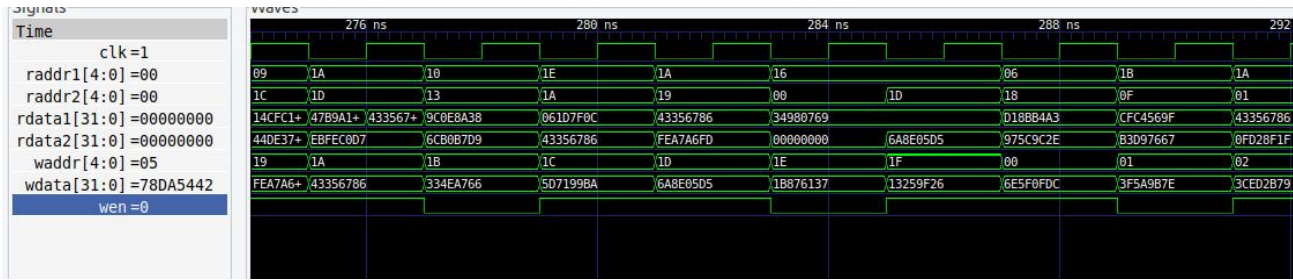 Signals
Waves
Time
276 ns 280 ns 284 ns 288 ns 292
clk=1
raddr1[4:0]=00 09 1A 10 1E 1A 16 06 1B 1A
raddr2[4:0]=00 1C 1D 13 1A 19 00 1D 18 0F 01
rdata1[31:0]=00000000 14CFC1+ 47B9A1+ 433567+ 9C0E8A38 061D7F0C 43356786 34980769 D18BB4A3 CFC4569F 43356786
rdata2[31:0]=00000000 44DE37+ EBFEC0D7 6CB0B7D9 43356786 FEA7A6FD 00000000 6A8E05D5 975C9C2E B3D97667 0FD28F1F
waddr[4:0]=05 19 1A 1B 1C 1D 1E 1F 00 01 02
wdata[31:0]=78DA5442 FEA7A6+ 43356786 334EA766 5D7199BA 6A8E05D5 1B876137 13259F26 6E5F0FDC 3F5A9B7E 3CED2B79
wen=0